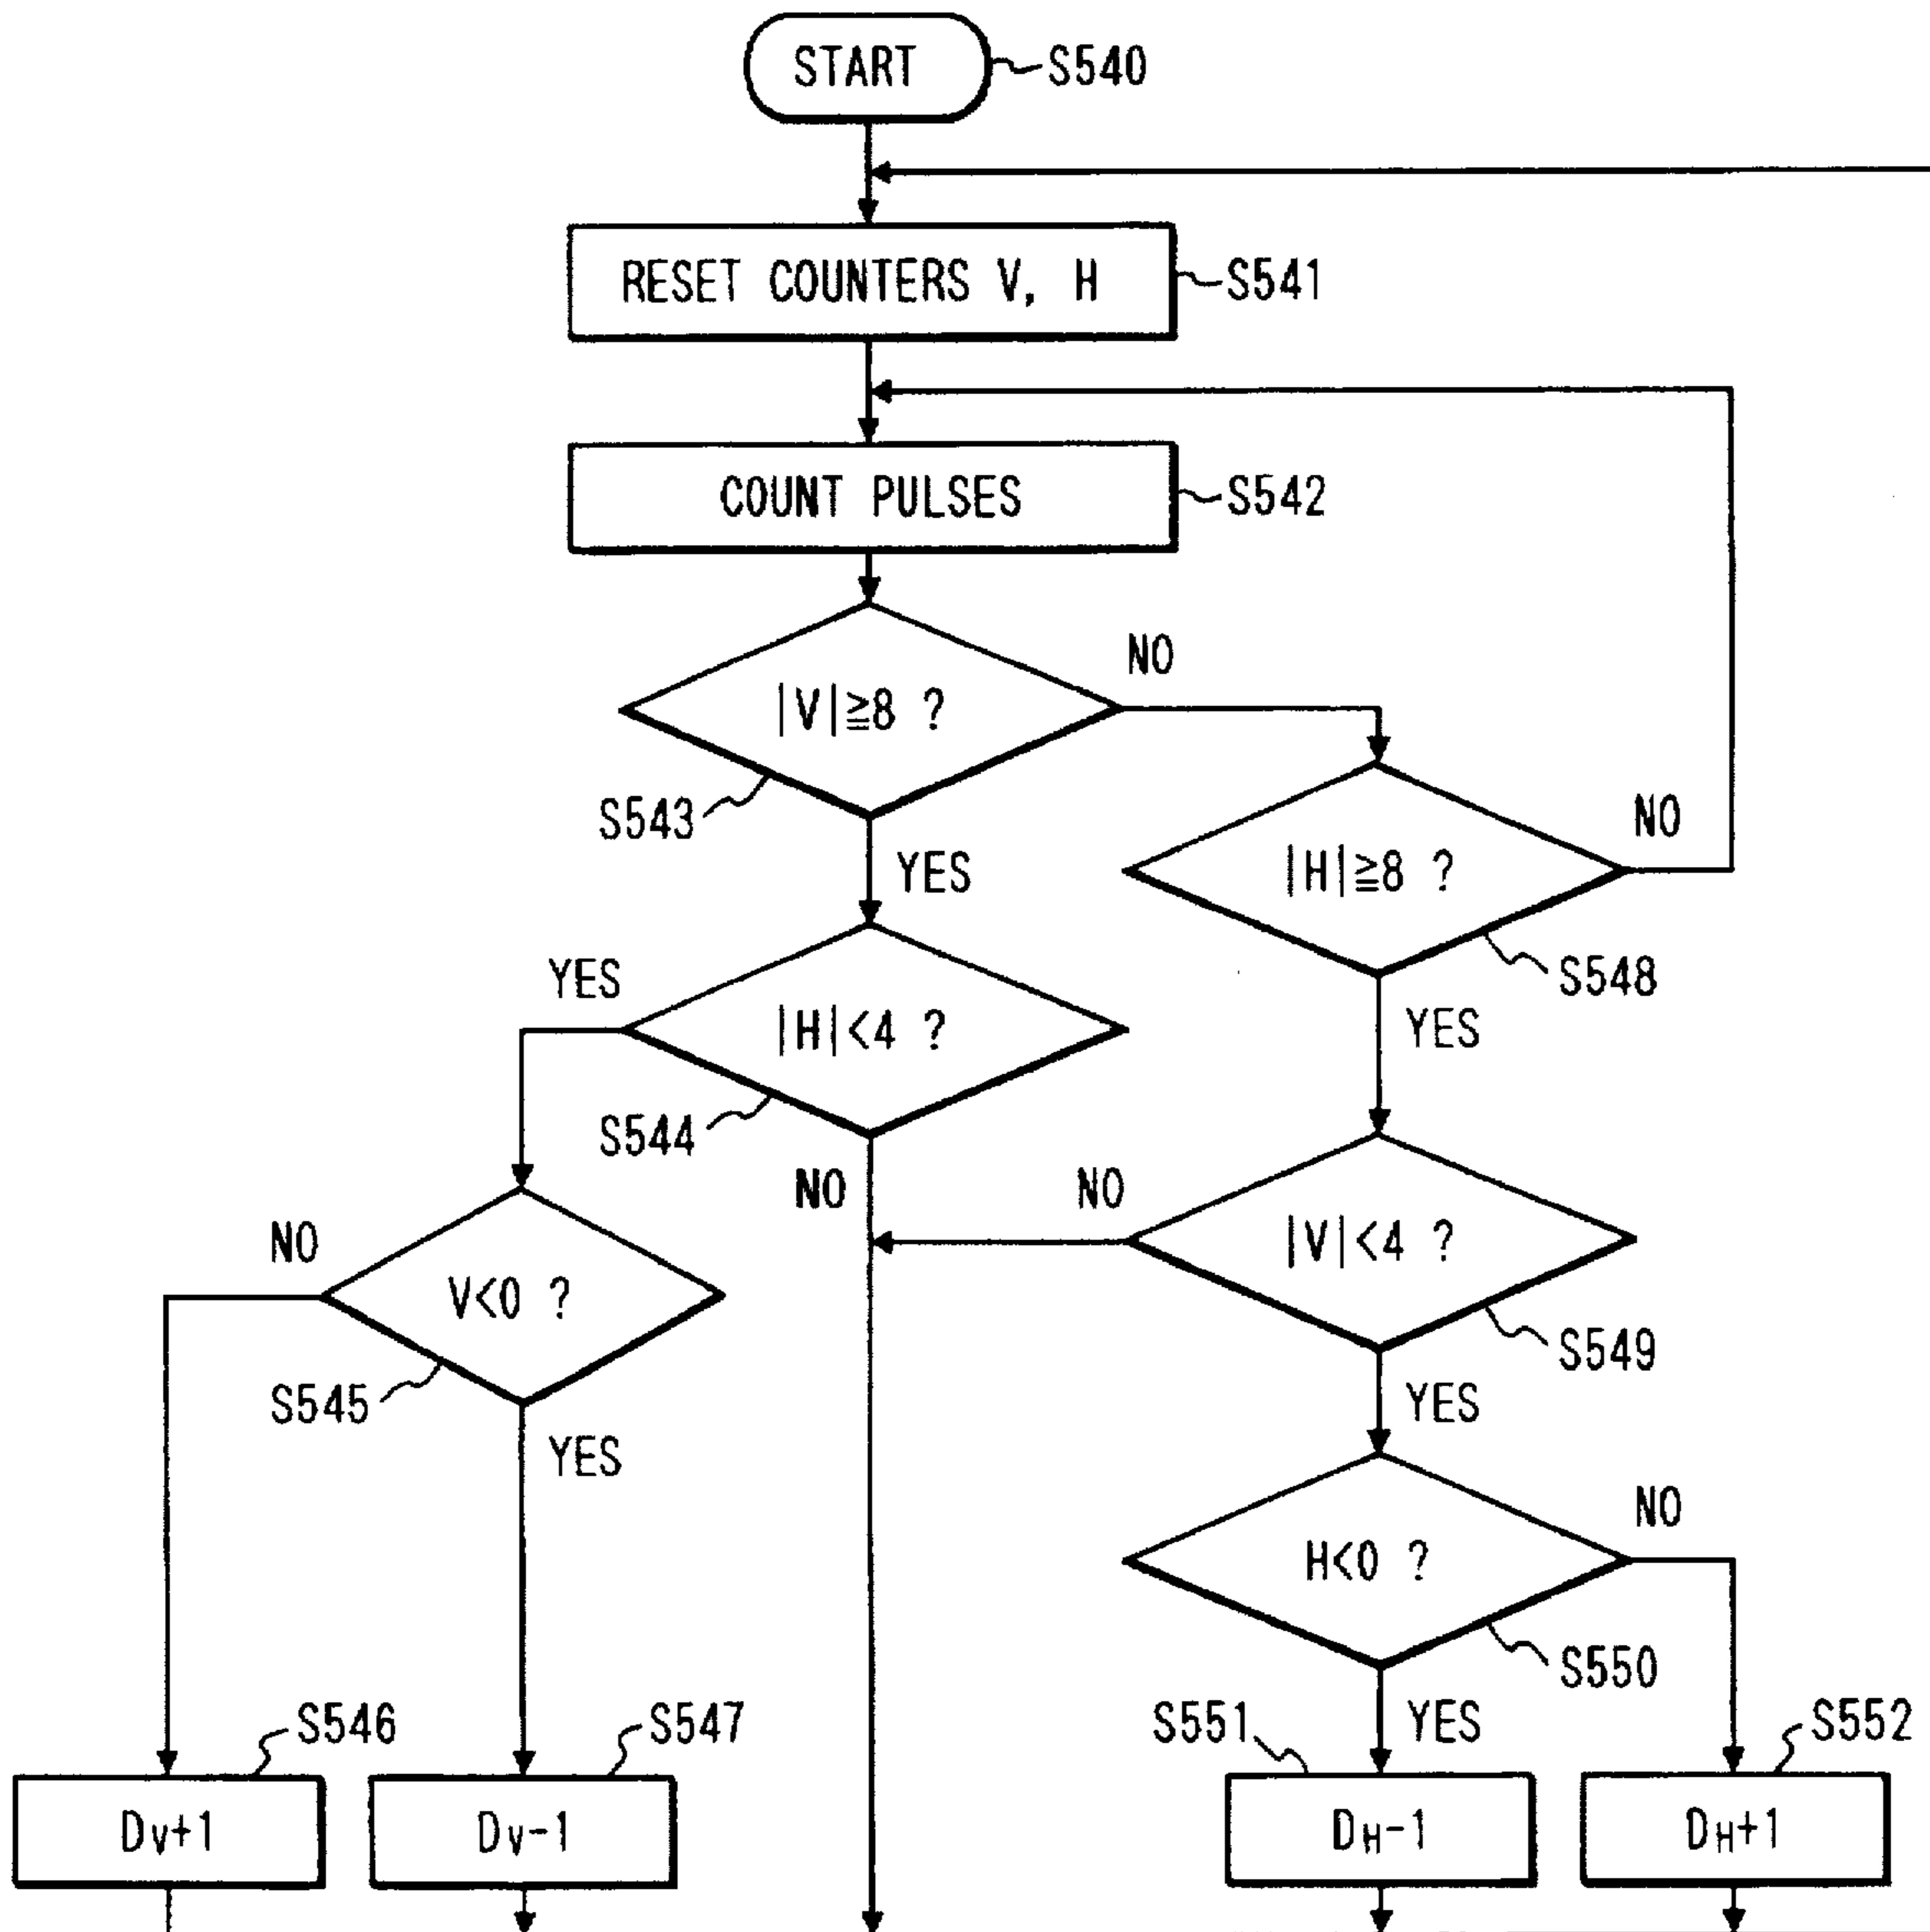 START
S540
RESET COUNTERS V, H
S541
COUNT PULSES
S542
|V|≧8 ?
NO
S543
YES
|H|≧8 ?
NO
S548
YES
|H|<4 ?
YES
S544
NO
|V|<4 ?
NO
S549
YES
V<0 ?
NO
S545
YES
H<0 ?
NO
S550
YES
S546
S547
S551
S552
Dv+1
Dv-1
DH-1
DH+1